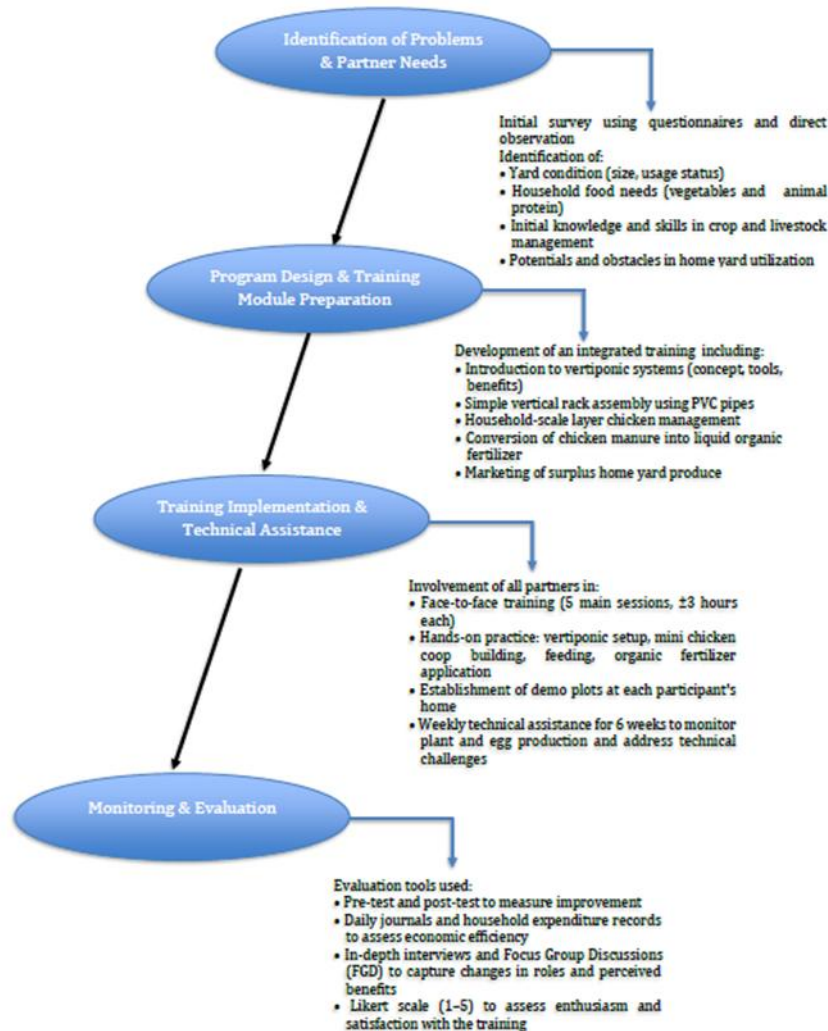 Identification of Problems
& Partner Needs
Initial survey using questionnaires and direct
observation
Identification of:
• Yard condition (size, usage status)
• Household food needs (vegetables and animal
protein)
• Initial knowledge and skills in crop and livestock
management
• Potentials and obstacles in home yard utilization
Program Design & Training
Module Preparation
Development of an integrated training including:
• Introduction to vertiponic systems (concept, tools,
benefits)
• Simple vertical rack assembly using PVC pipes
• Household-scale layer chicken management
• Conversion of chicken manure into liquid organic
fertilizer
• Marketing of surplus home yard produce
Training Implementation &
Technical Assistance
Involvement of all partners in:
• Face-to-face training (5 main sessions, ±3 hours
each)
• Hands-on practice: vertiponic setup, mini chicken
coop building, feeding, organic fertilizer
application
• Establishment of demo plots at each participant's
home
• Weekly technical assistance for 6 weeks to monitor
plant and egg production and address technical
challenges
Monitoring & Evaluation
Evaluation tools used:
• Pre-test and post-test to measure improvement
• Daily journals and household expenditure records
to assess economic efficiency
• In-depth interviews and Focus Group Discussions
(FGD) to capture changes in roles and perceived
benefits
• Likert scale (1–5) to assess enthusiasm and
satisfaction with the training